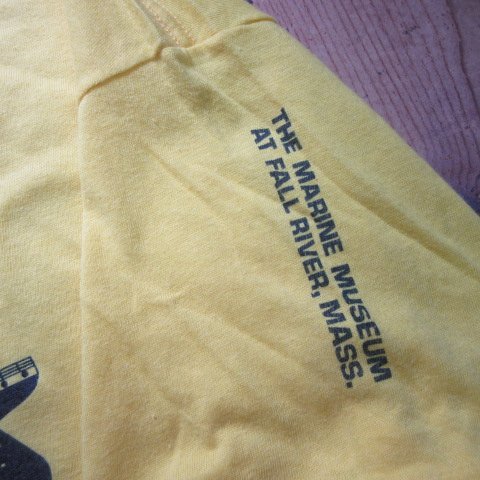 THE MARINE MUSEUM
AT FALL RIVER, MASS.